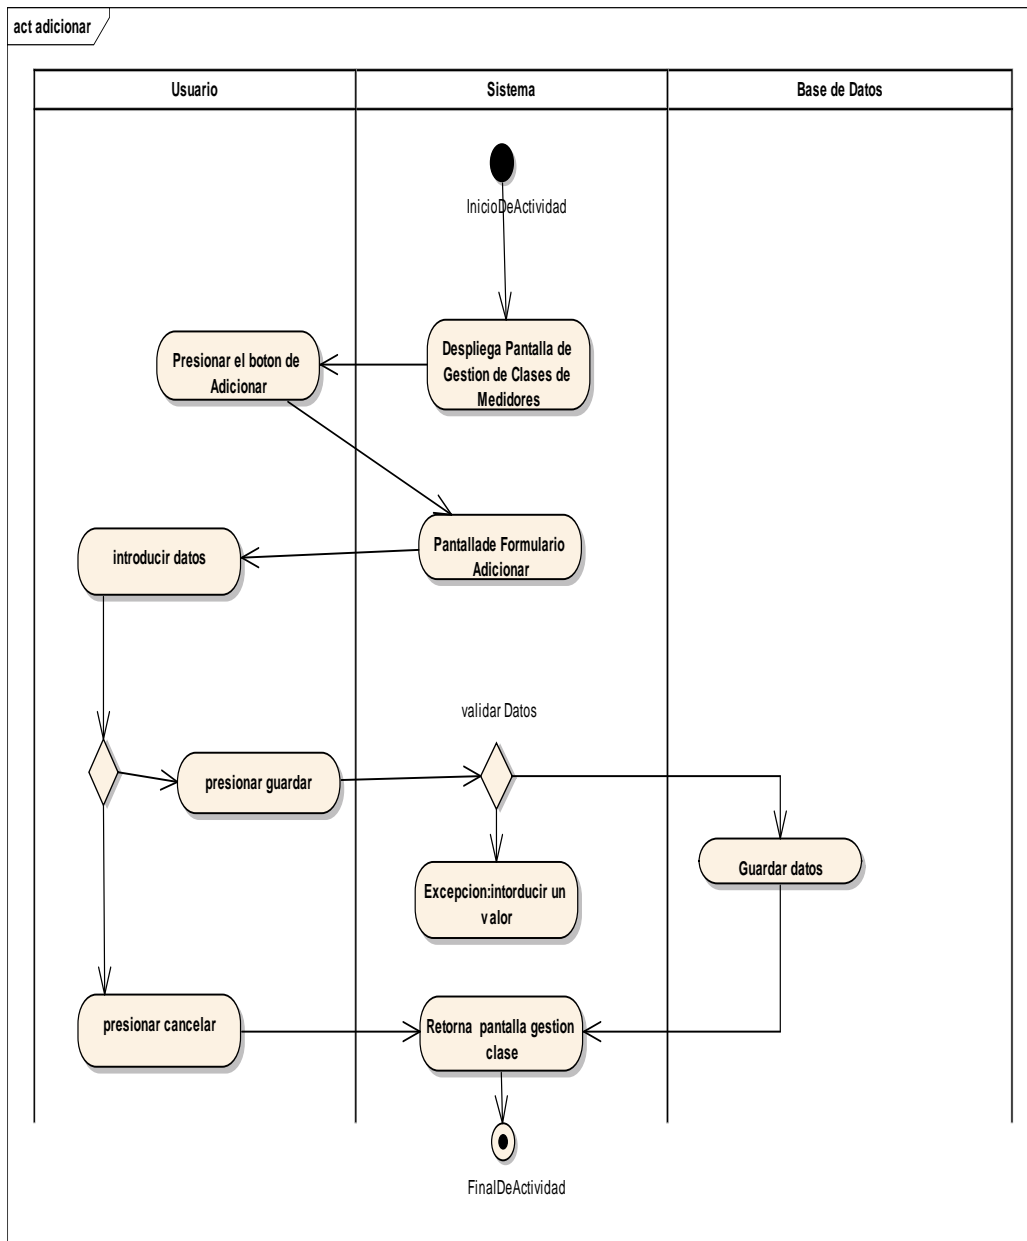 act adicionar
Usuario
Sistema
Base de Datos
InicioDeActividad
Despliega Pantalla de
Gestion de Clases de
Medidores
Presionar el boton de
Adicionar
Pantallade Formulario
Adicionar
introducir datos
validar Datos
presionar guardar
Guardar datos
Excepcion:intorducir un
valor
presionar cancelar
Retorna pantalla gestion
clase
FinalDeActividad